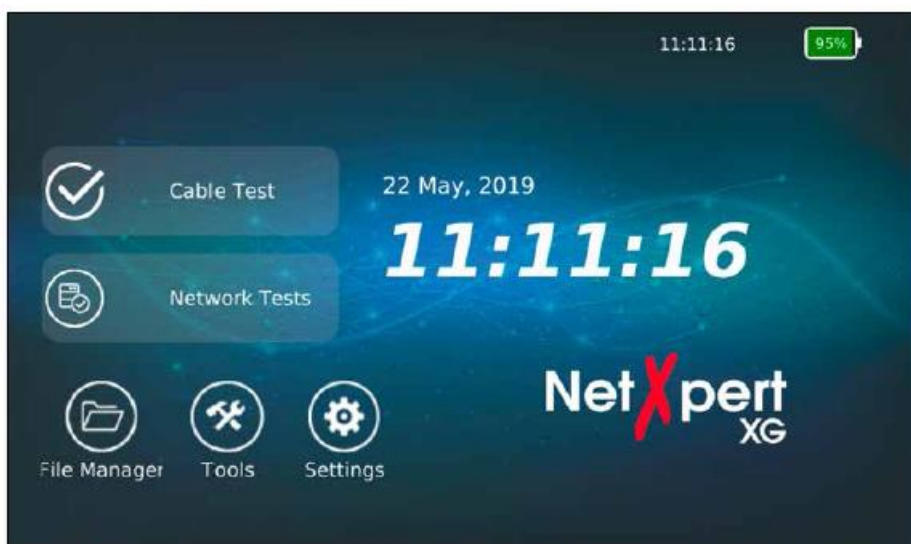 11:11:16
95%
Cable Test
22 May, 2019
11:11:16
Network Tests
NetXpert
XG
File Manager
Tools
Settings